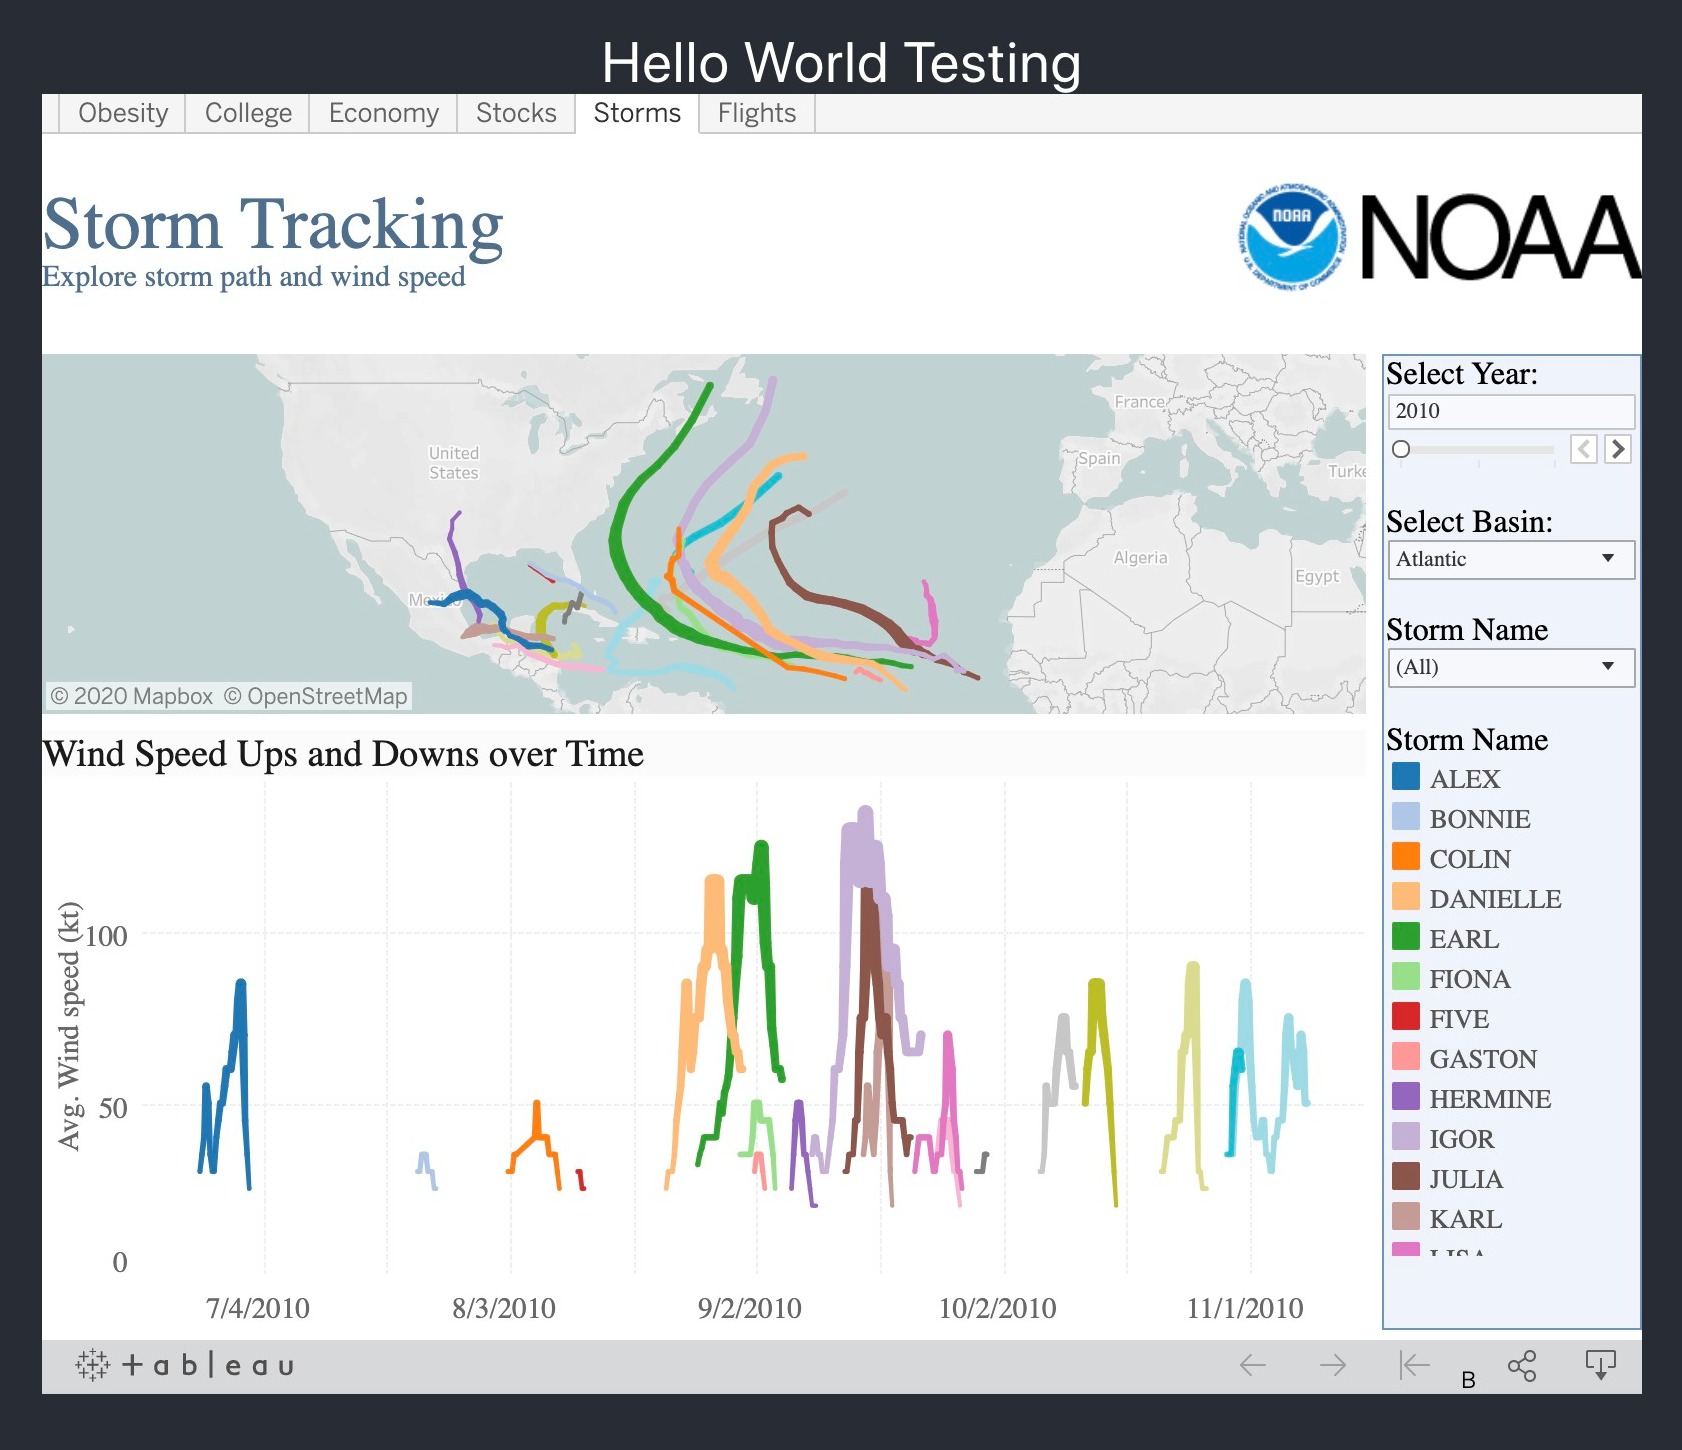 Hello World Testing
Obesity College Economy Stocks Storms Flights
Storm Tracking
Explore storm path and wind speed
NOAA
NOAA
United
States
Mexico
France
Spain
Turke
Algeria
Egypt
© 2020 Mapbox © OpenStreetMap
Select Year:
2010
Select Basin:
Atlantic
Storm Name
(All)
Storm Name
ALEX
BONNIE
COLIN
DANIELLE
EARL
FIONA
FIVE
GASTON
HERMINE
IGOR
JULIA
KARL
LISA
Wind Speed Ups and Downs over Time
Avg. Wind speed (kt)
100
50
0
7/4/2010 8/3/2010 9/2/2010 10/2/2010 11/1/2010
+ableau
B